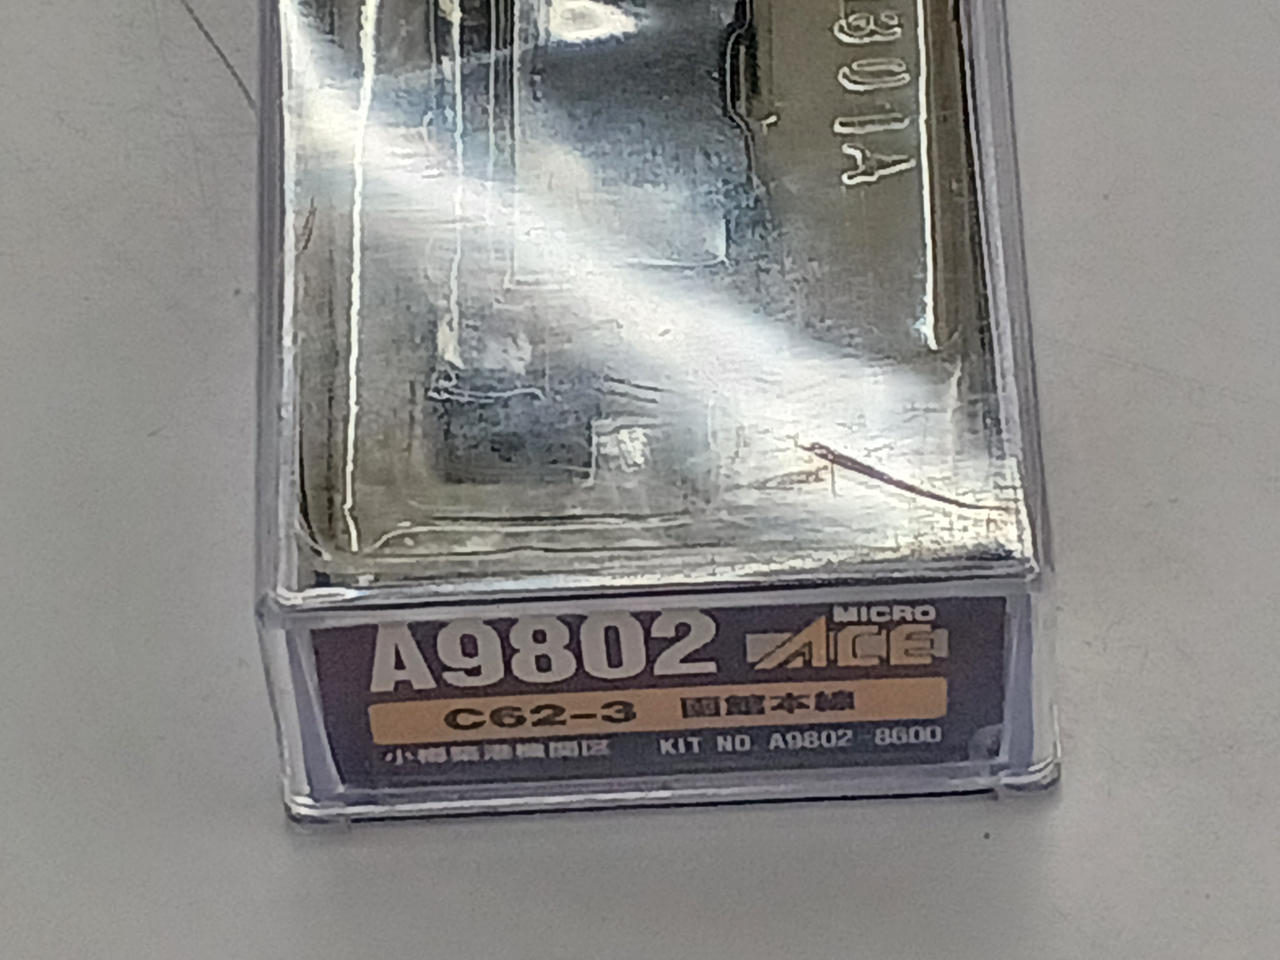 801A
A9802
MICRO
ACE
C62-3 函館本線
小樽築港機関区 KIT NO A9802-8600